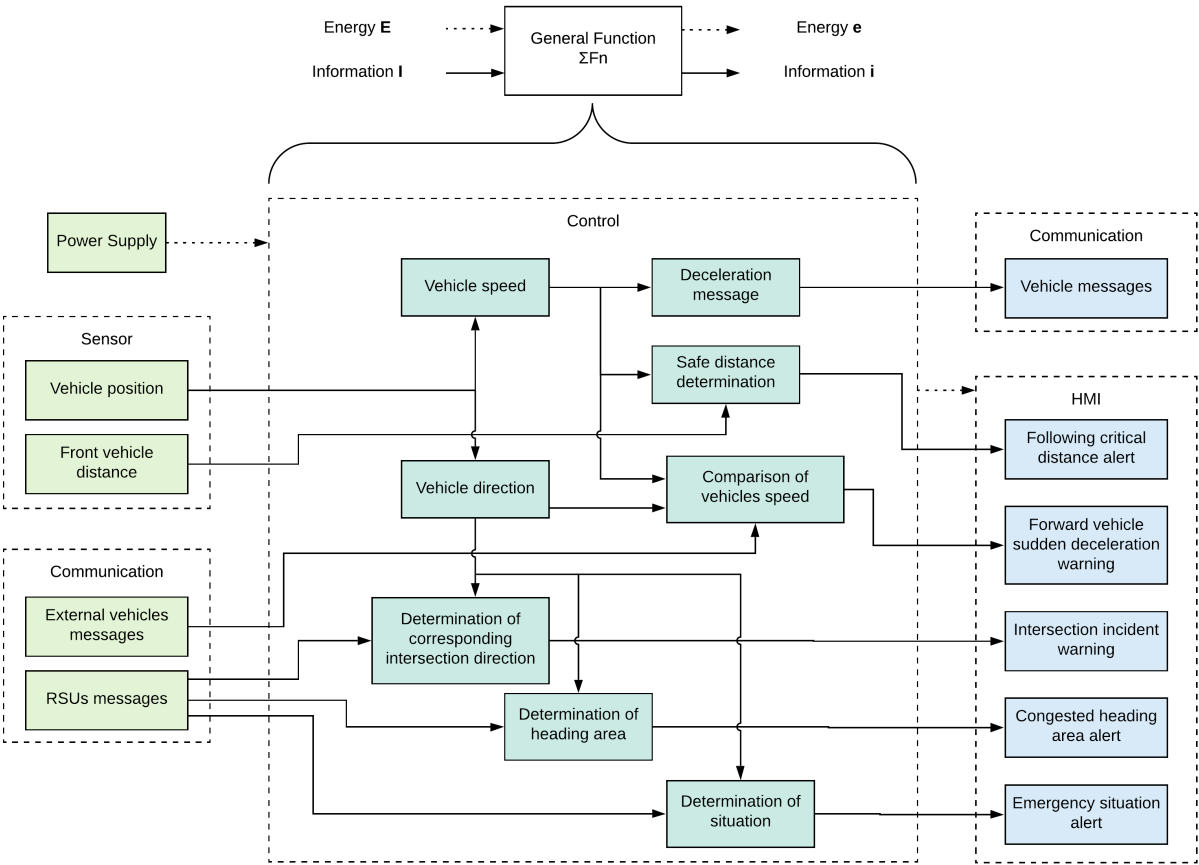 Energy E
General Function
ΣFn
Energy e
Information I
Information i
Control
Power Supply
Communication
Vehicle speed
Deceleration
message
Vehicle messages
Sensor
Vehicle position
Safe distance
determination
HMI
Front vehicle
distance
Following critical
distance alert
Vehicle direction
Comparison of
vehicles speed
Forward vehicle
sudden deceleration
warning
Communication
External vehicles
messages
Determination of
corresponding
intersection direction
Intersection incident
warning
RSUs messages
Determination of
heading area
Congested heading
area alert
Determination of
situation
Emergency situation
alert